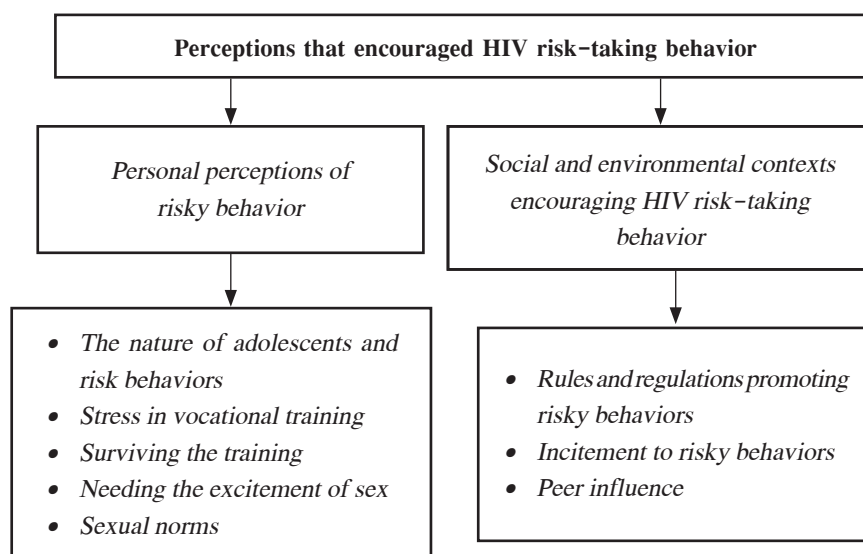 Perceptions that encouraged HIV risk-taking behavior
Personal perceptions of
risky behavior
Social and environmental contexts
encouraging HIV risk-taking
behavior
• The nature of adolescents and
risk behaviors
• Stress in vocational training
• Surviving the training
• Needing the excitement of sex
• Sexual norms
• Rules and regulations promoting
risky behaviors
• Incitement to risky behaviors
• Peer influence